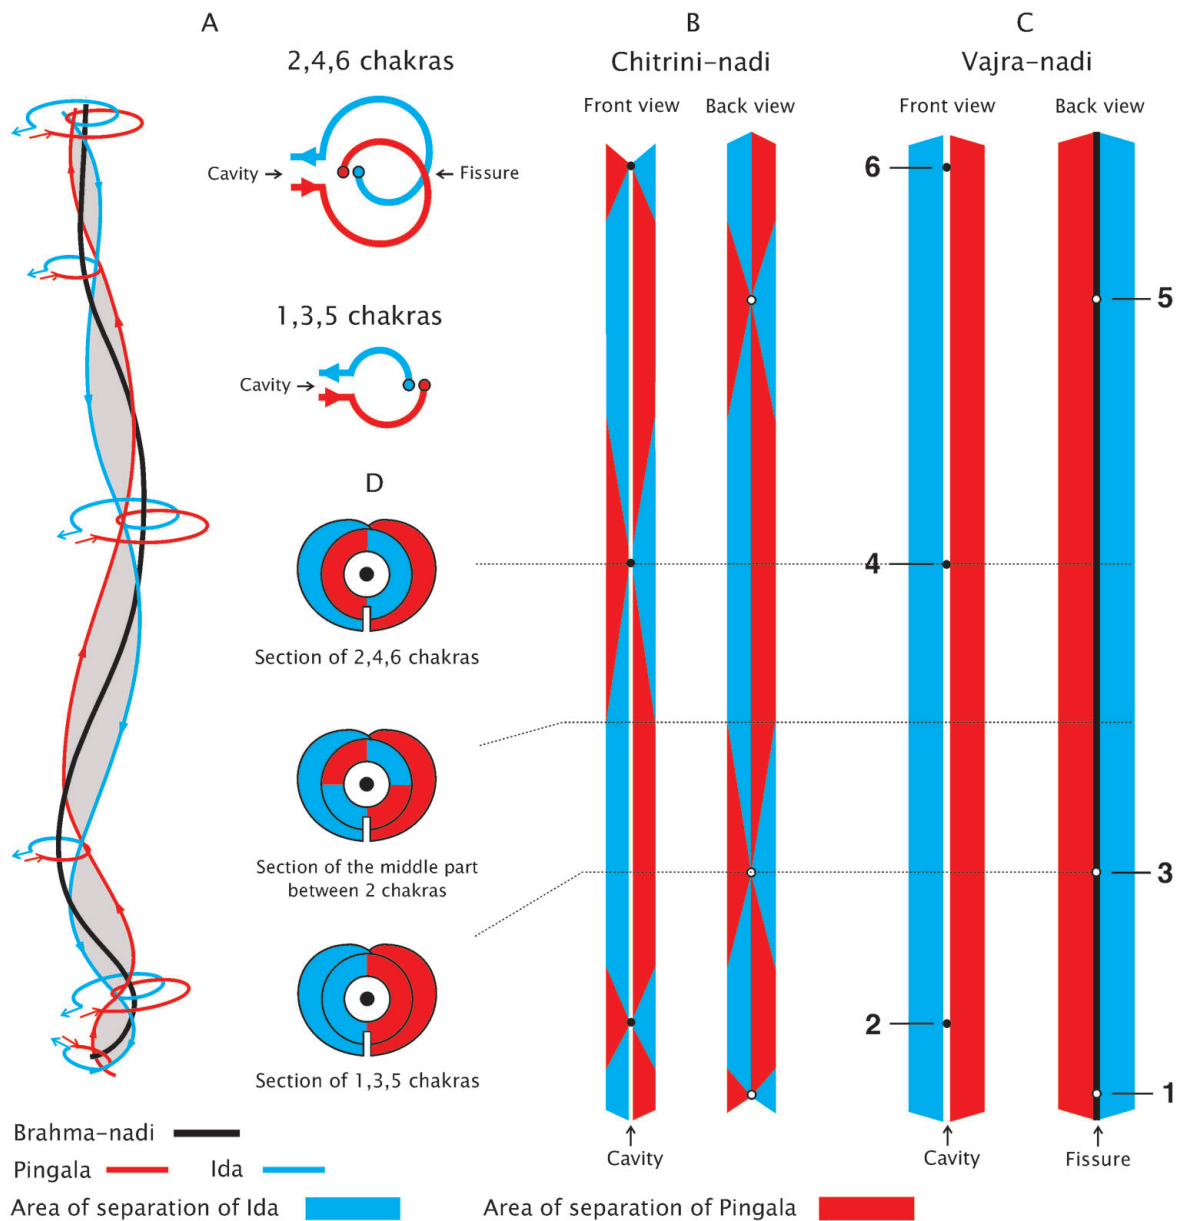 A
B
C
2,4,6 chakras
Chitrini-nadi
Vajra-nadi
Front view
Back view
Front view
Back view
Cavity
Fissure
6
5
1,3,5 chakras
Cavity
D
4
Section of 2,4,6 chakras
Section of the middle part
between 2 chakras
3
2
Section of 1,3,5 chakras
1
Brahma-nadi
Cavity
Cavity
Fissure
Pingala
Ida
Area of separation of Ida
Area of separation of Pingala